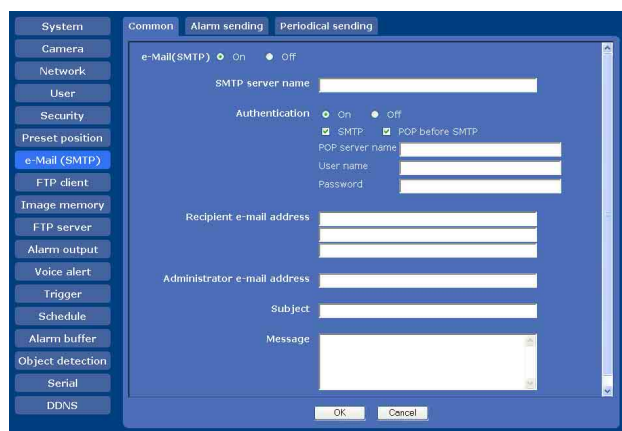 System
Camera
Network
User
Security
Preset position
e-Mail (SMTP)
FTP client
Image memory
FTP server
Alarm output
Voice alert
Trigger
Schedule
Alarm buffer
Object detection
Serial
DDNS
Common Alarm sending Periodical sending
e-Mail(SMTP) On Off
SMTP server name
Authentication On Off
SMTP POP before SMTP
POP server name
User name
Password
Recipient e-mail address
Administrator e-mail address
Subject
Message
OK Cancel